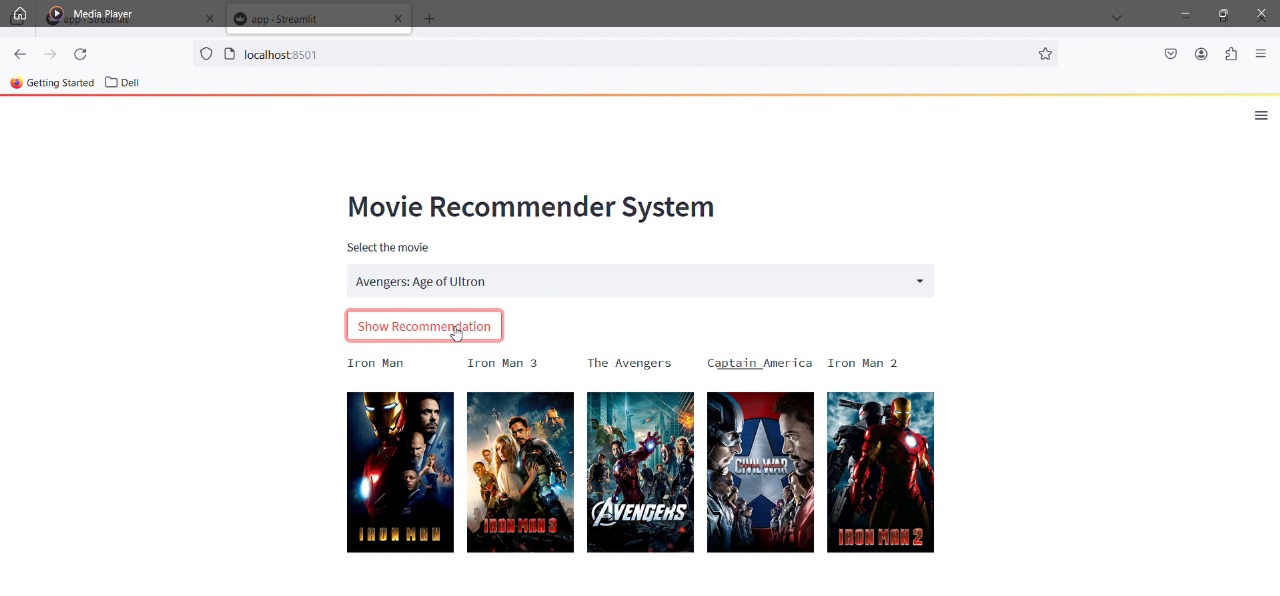 Media Player
app · Streamlit
app · Streamlit
localhost:8501
Getting Started
Dell
Movie Recommender System
Select the movie
Avengers: Age of Ultron
Show Recommendation
Iron Man
Iron Man 3
The Avengers
Captain America
Iron Man 2
IRON MAN
IRON MAN 3
AVENGERS
CIVIL WAR
IRON MAN 2